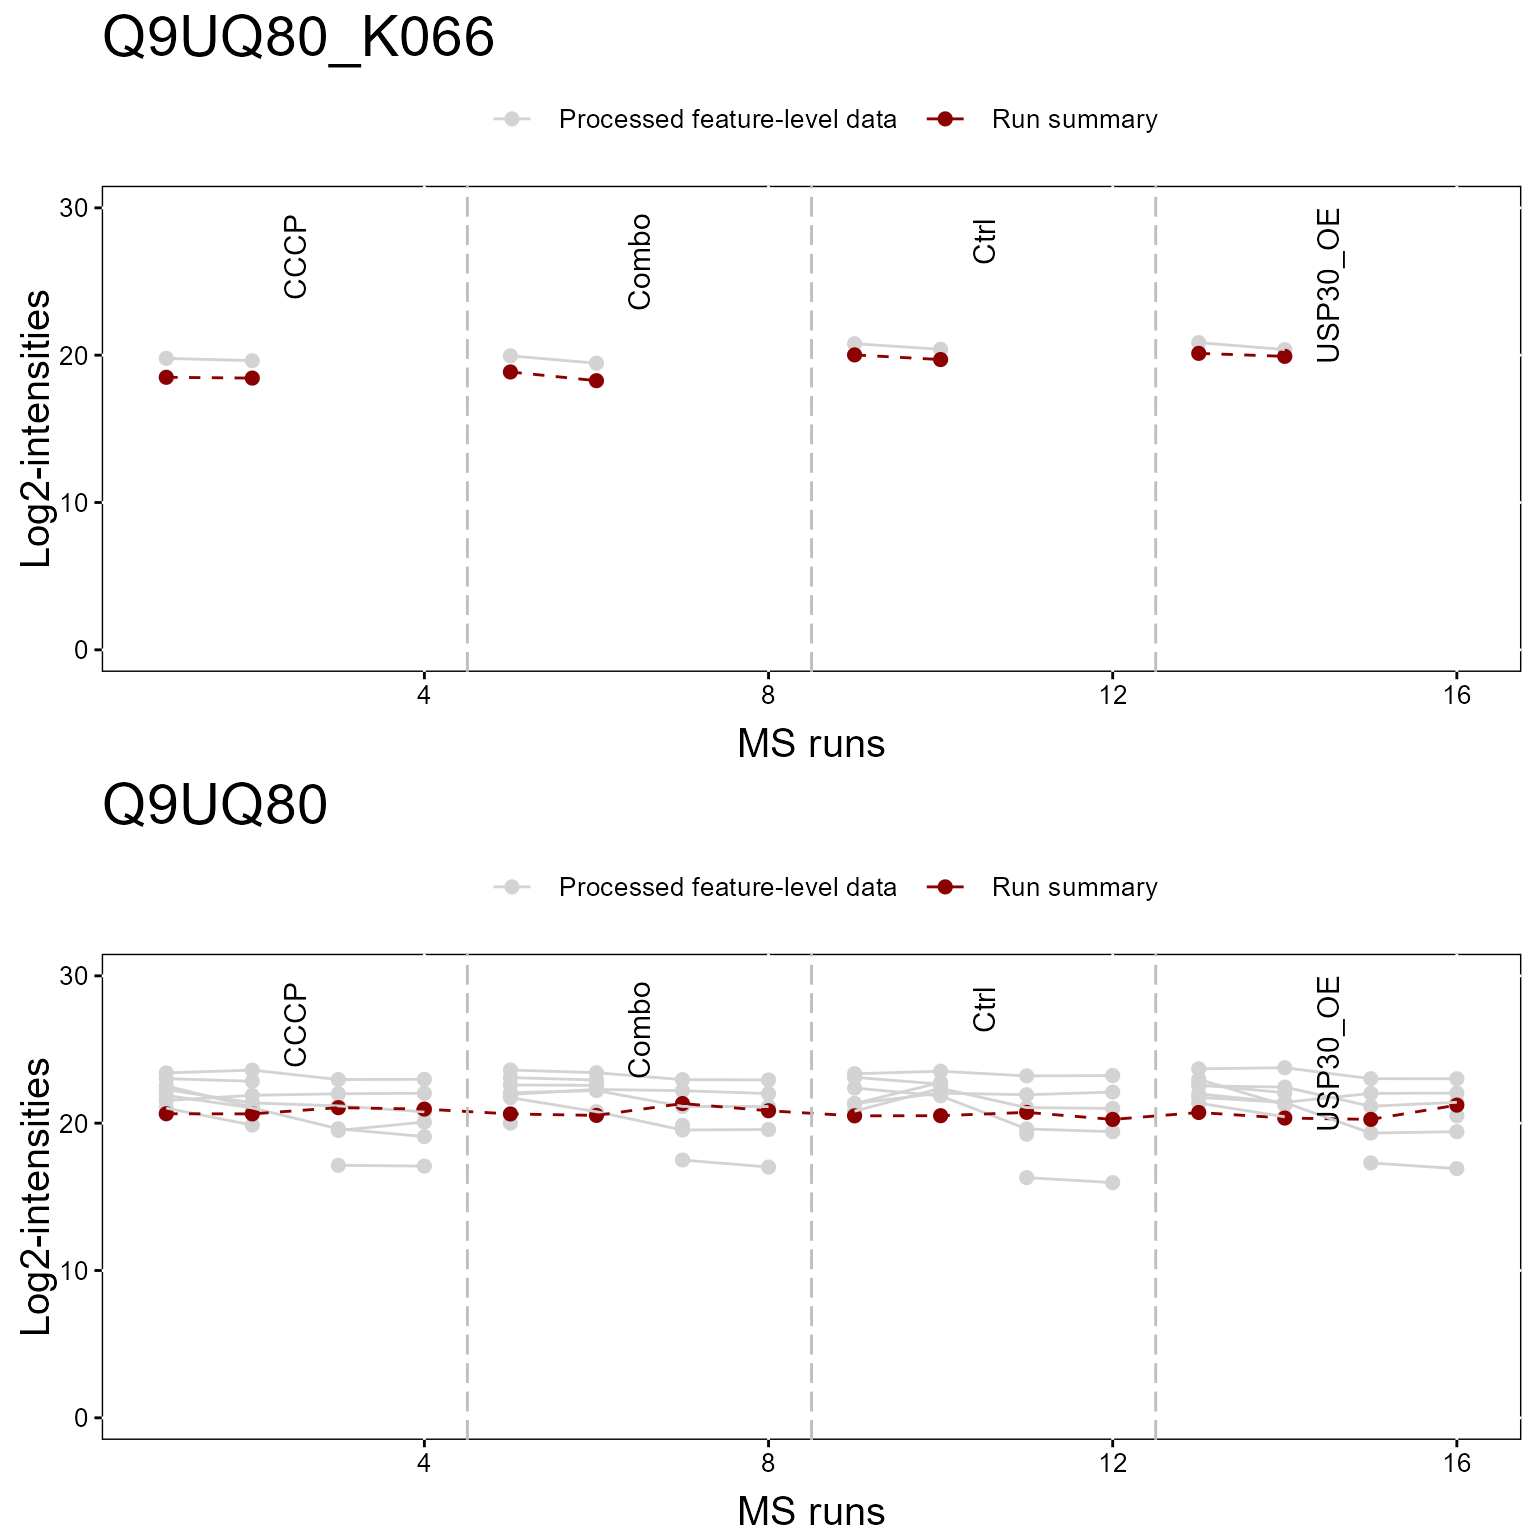 Q9UQ80_K066
Processed feature-level data
Run summary
Log2-intensities
30
20
10
0
CCCP
Combo
Ctrl
USP30_OE
4
8
12
16
MS runs
Q9UQ80
Processed feature-level data
Run summary
Log2-intensities
30
20
10
0
CCCP
Combo
Ctrl
USP30_OE
4
8
12
16
MS runs